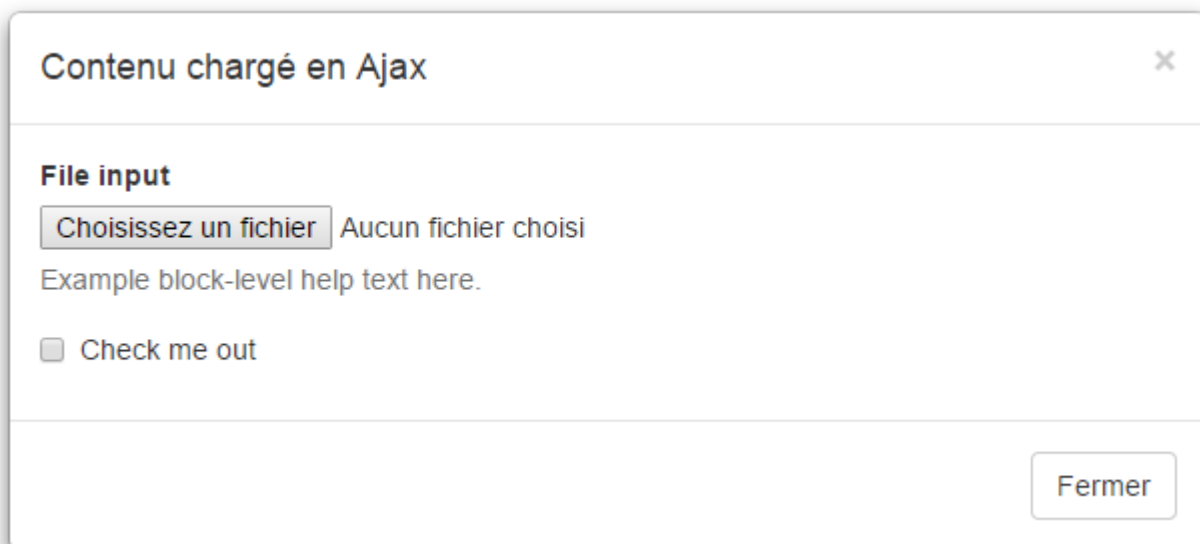 Contenu chargé en Ajax ×
File input
Choisissez un fichier Aucun fichier choisi
Example block-level help text here.
Check me out
Fermer